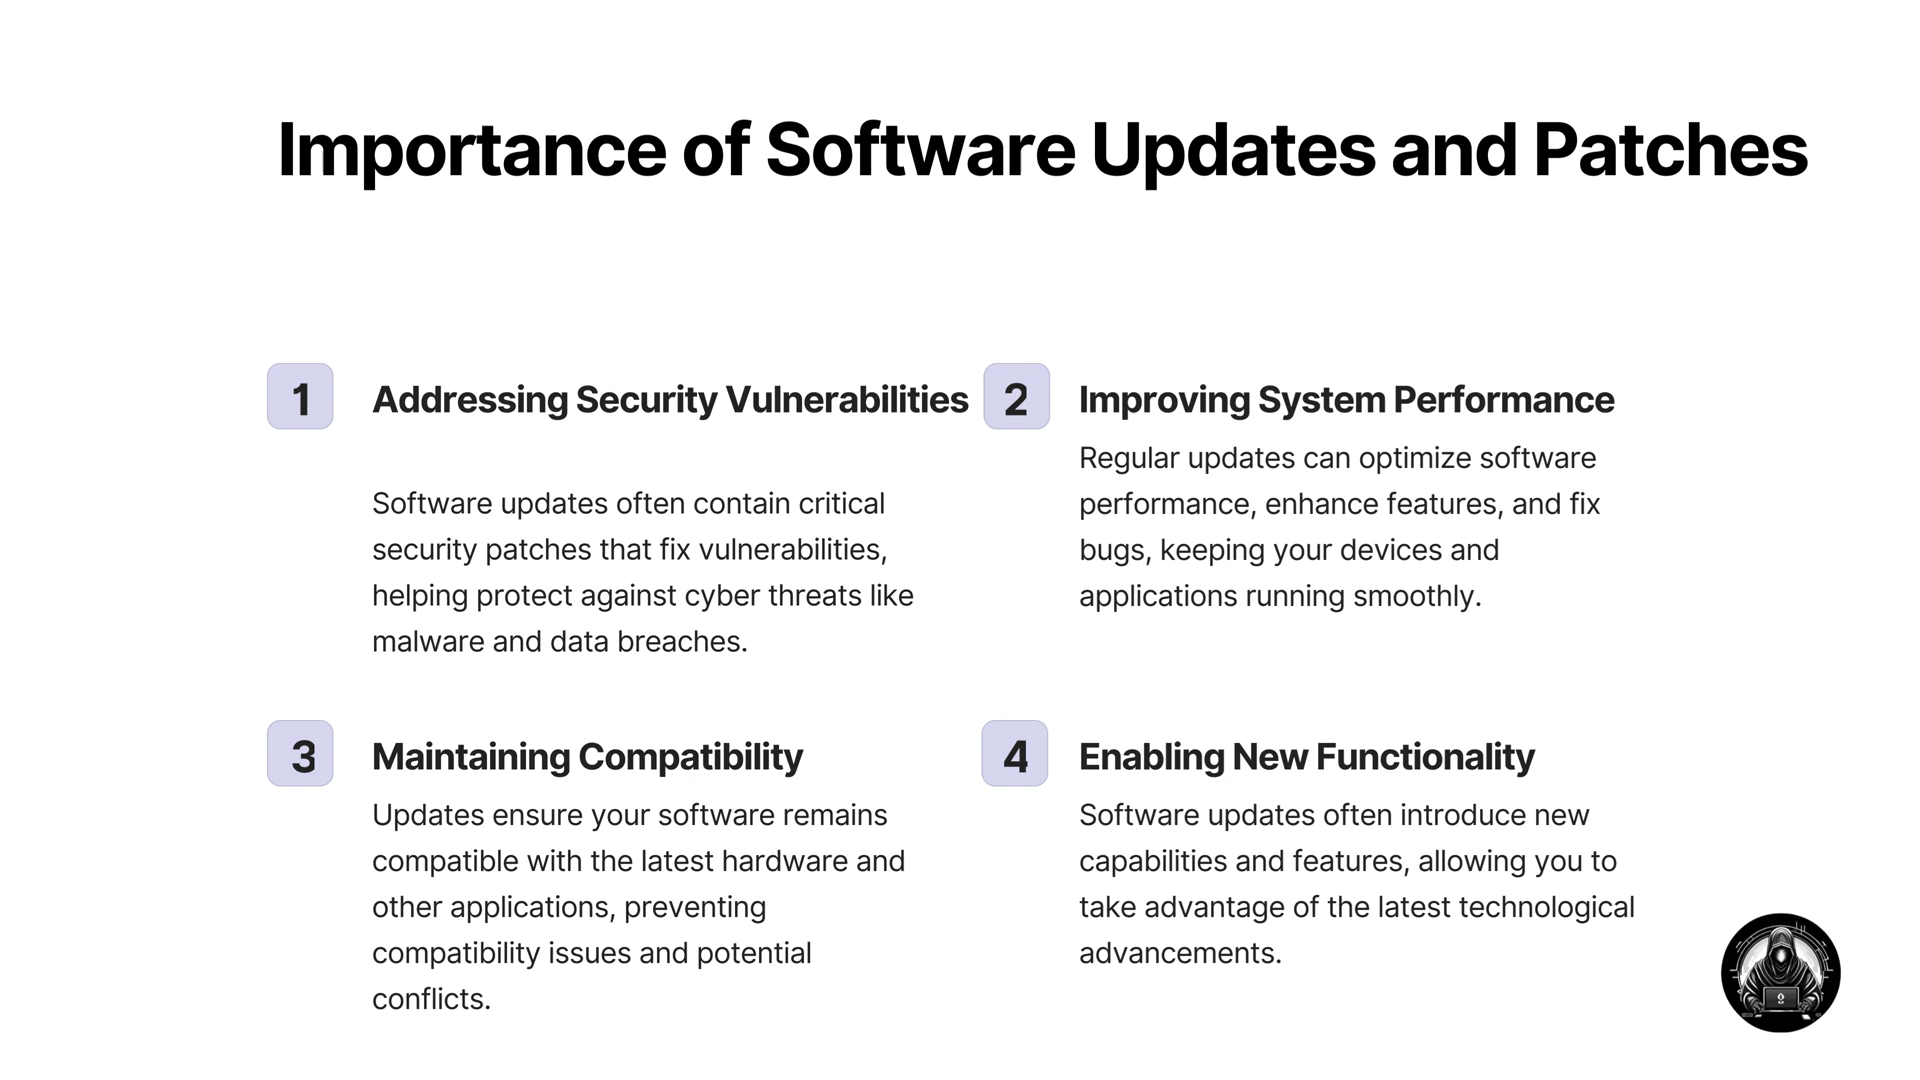 Importance of Software Updates and Patches
1
Addressing Security Vulnerabilities
Software updates often contain critical
security patches that fix vulnerabilities,
helping protect against cyber threats like
malware and data breaches.
2
Improving System Performance
Regular updates can optimize software
performance, enhance features, and fix
bugs, keeping your devices and
applications running smoothly.
3
Maintaining Compatibility
Updates ensure your software remains
compatible with the latest hardware and
other applications, preventing
compatibility issues and potential
conflicts.
4
Enabling New Functionality
Software updates often introduce new
capabilities and features, allowing you to
take advantage of the latest technological
advancements.